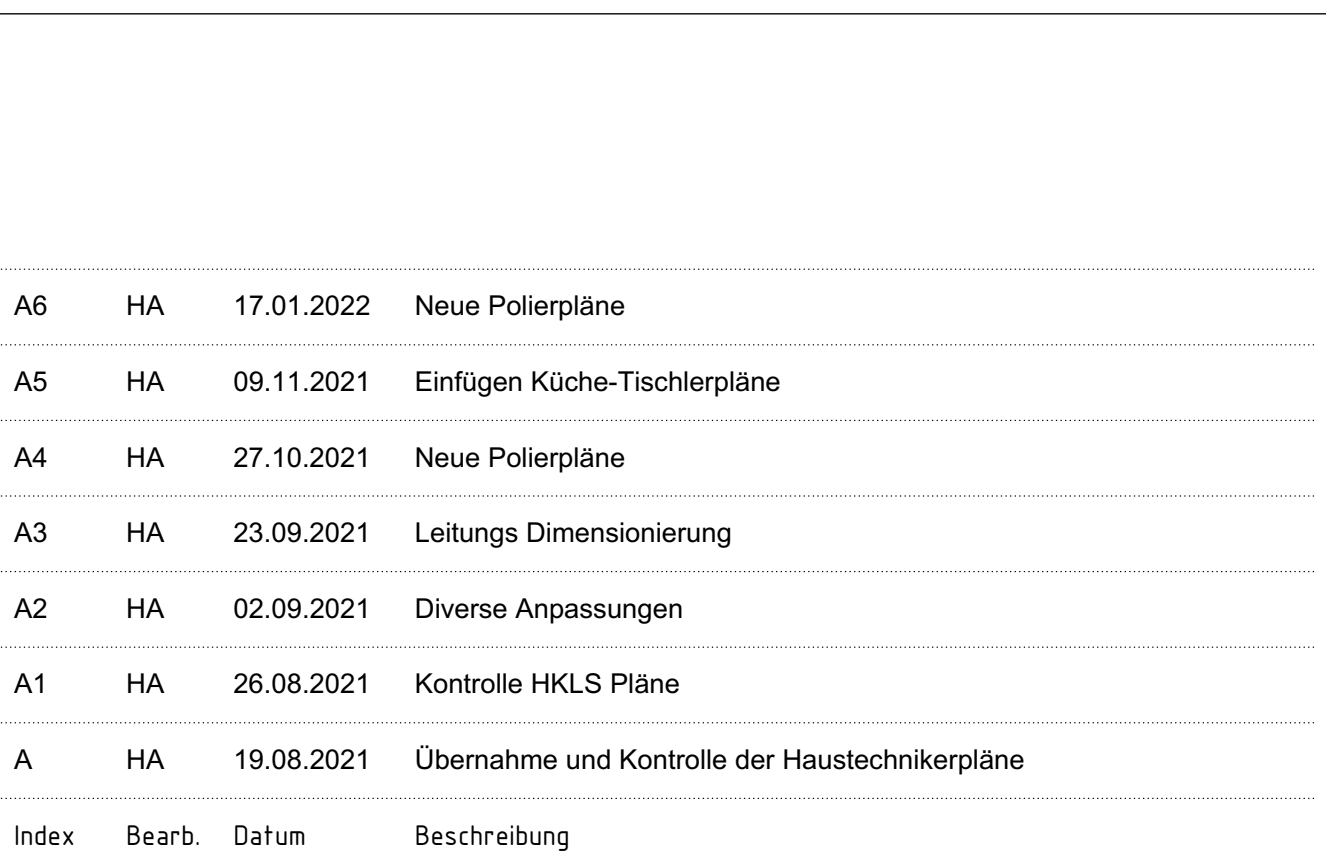 A6 HA 17.01.2022 Neue Polierpläne
A5 HA 09.11.2021 Einfügen Küche-Tischlerpläne
A4 HA 27.10.2021 Neue Polierpläne
A3 HA 23.09.2021 Leitungs Dimensionierung
A2 HA 02.09.2021 Diverse Anpassungen
A1 HA 26.08.2021 Kontrolle HKLS Pläne
A HA 19.08.2021 Übernahme und Kontrolle der Haustechnikerpläne
Index Bearb. Datum Beschreibung